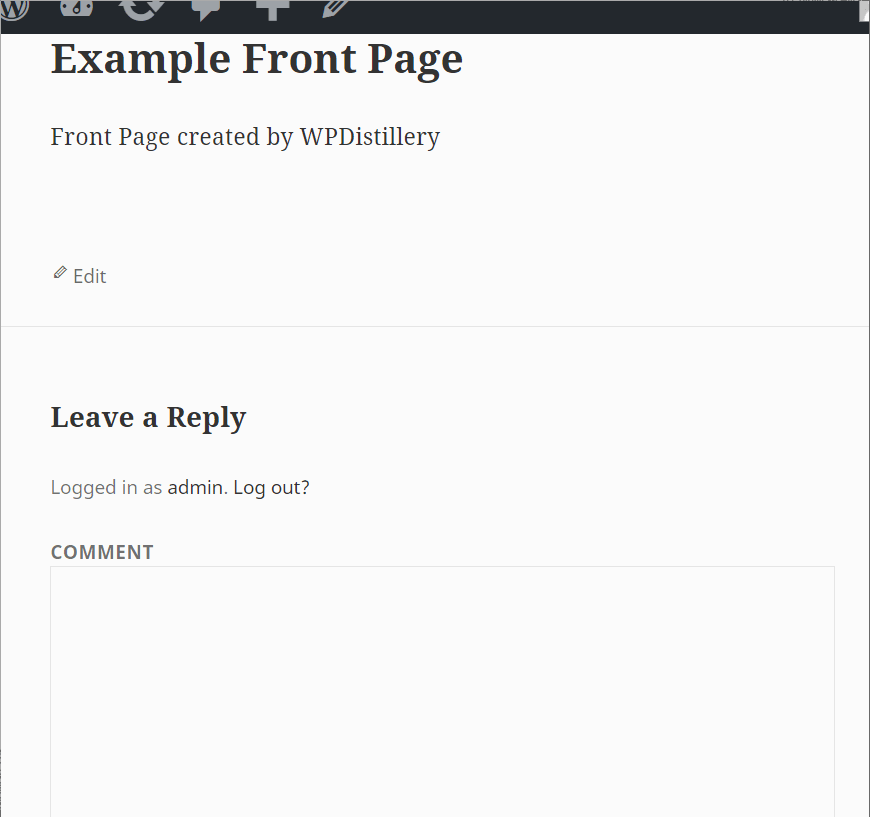 Example Front Page
Front Page created by WPDistillery
Edit
Leave a Reply
Logged in as admin. Log out?
COMMENT